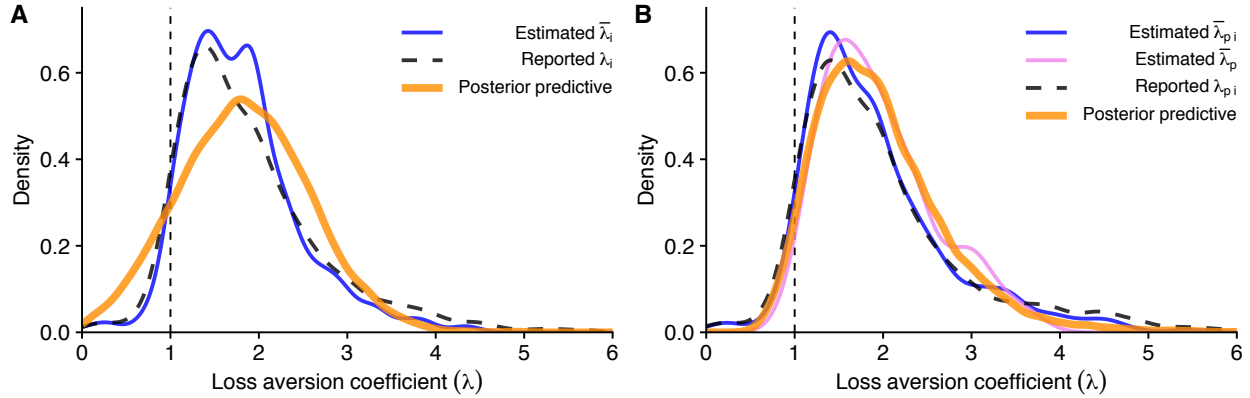 A
Estimated λ̅ᵢ
Reported λᵢ
Posterior predictive
Density
0.6
0.4
0.2
0.0
0 1 2 3 4 5 6
Loss aversion coefficient (λ)
B
Estimated λ̅ₚ ᵢ
Estimated λ̅ₚ
Reported λₚ ᵢ
Posterior predictive
Density
0.6
0.4
0.2
0.0
0 1 2 3 4 5 6
Loss aversion coefficient (λ)